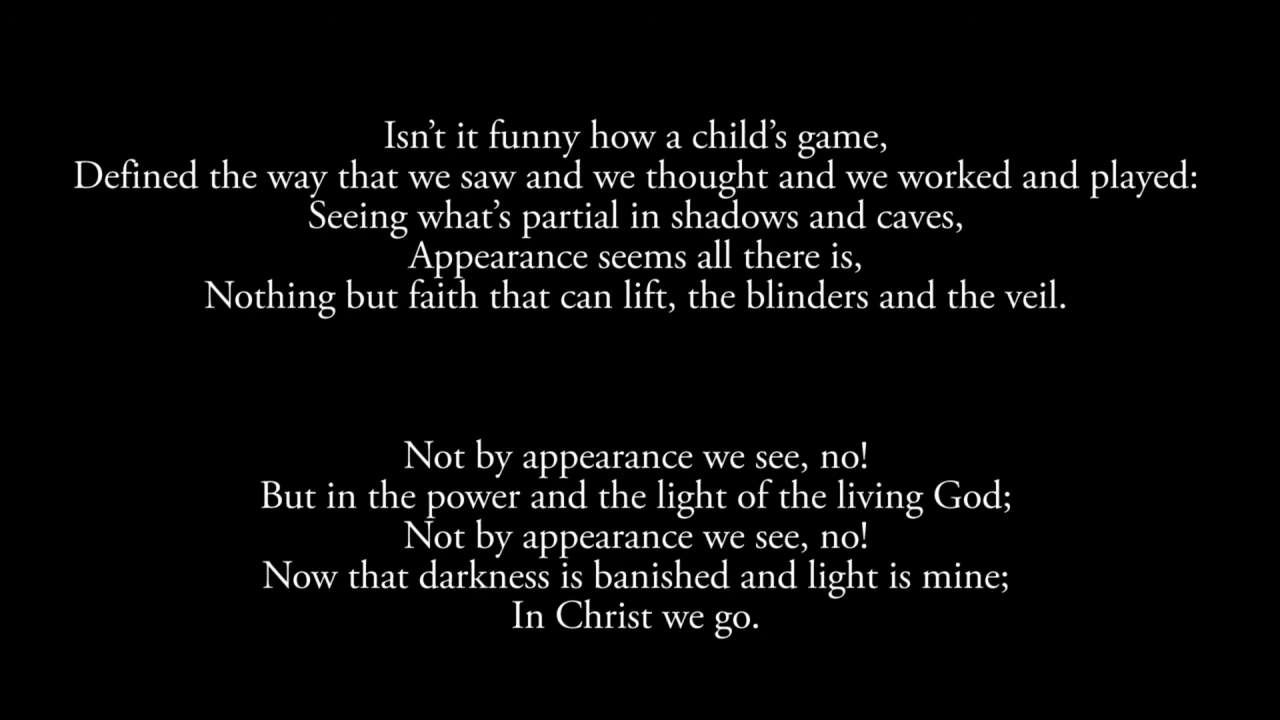 Isn’t it funny how a child’s game,
Defined the way that we saw and we thought and we worked and played:
Seeing what’s partial in shadows and caves,
Appearance seems all there is,
Nothing but faith that can lift, the blinders and the veil.
Not by appearance we see, no!
But in the power and the light of the living God;
Not by appearance we see, no!
Now that darkness is banished and light is mine;
In Christ we go.